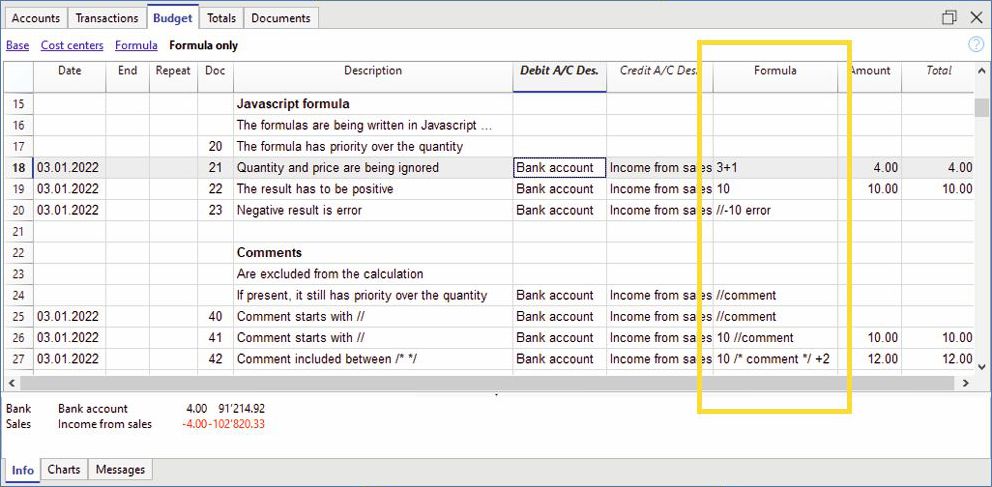 Accounts Transactions Budget Totals Documents
Base Cost centers Formula Formula only ?
Date End Repeat Doc Description Debit A/C Des. Credit A/C Des. Formula Amount Total
15 Javascript formula
16 The formulas are being written in Javascript ...
17 20 The formula has priority over the quantity
18 03.01.2022 21 Quantity and price are being ignored Bank account Income from sales 3+1 4.00 4.00
19 03.01.2022 22 The result has to be positive Bank account Income from sales 10 10.00 10.00
20 03.01.2022 23 Negative result is error Bank account Income from sales //-10 error
21
22 Comments
23 Are excluded from the calculation
24 If present, it still has priority over the quantity Bank account Income from sales //comment
25 03.01.2022 40 Comment starts with // Bank account Income from sales //comment
26 03.01.2022 41 Comment starts with // Bank account Income from sales 10 //comment 10.00 10.00
27 03.01.2022 42 Comment included between /* */ Bank account Income from sales 10 /* comment */ +2 12.00 12.00
Bank Bank account 4.00 91'214.92
Sales Income from sales -4.00 -102'820.33
Info Charts Messages